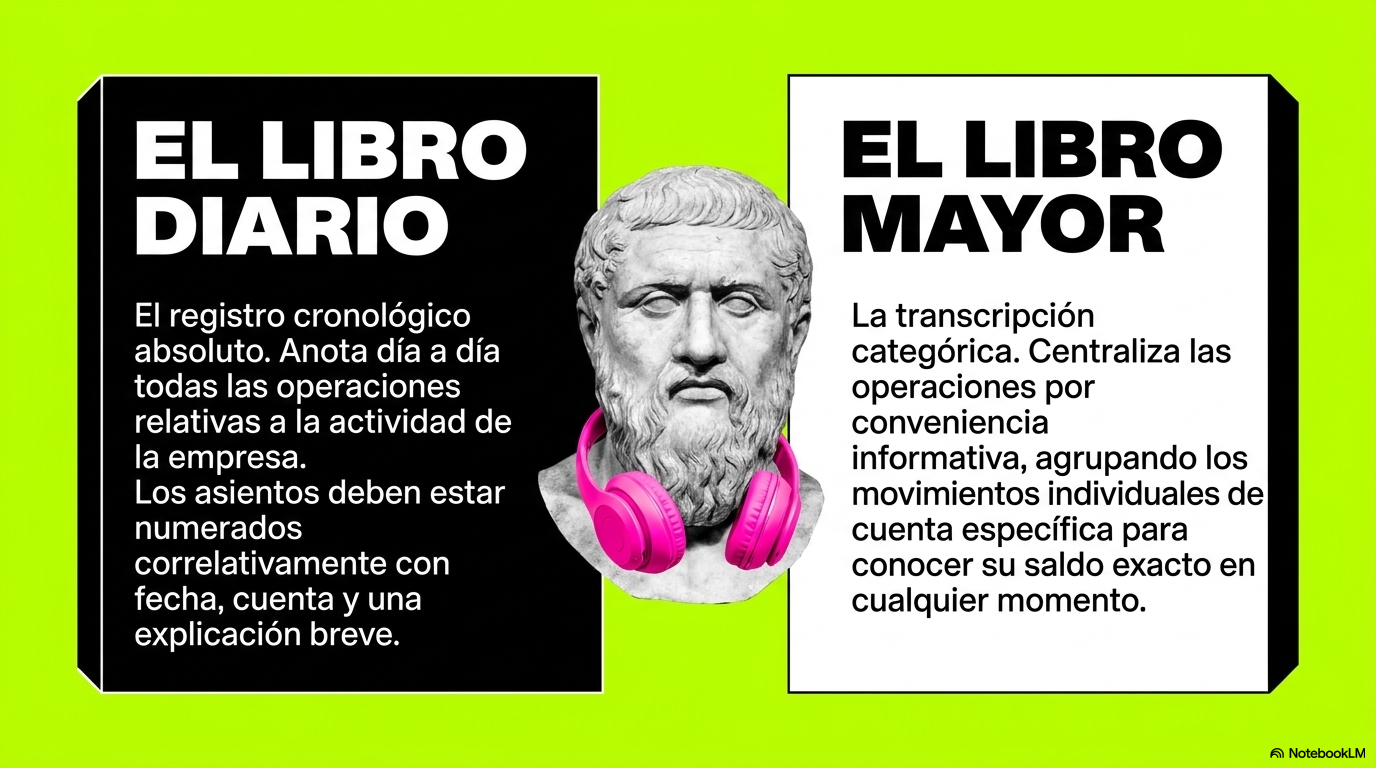 EL LIBRO
DIARIO
El registro cronológico
absoluto. Anota día a día
todas las operaciones
relativas a la actividad de
la empresa.
Los asientos deben estar
numerados
correlativamente con
fecha, cuenta y una
explicación breve.
EL LIBRO
MAYOR
La transcripción
categórica. Centraliza las
operaciones por
conveniencia
informativa, agrupando los
movimientos individuales de
cuenta específica para
conocer su saldo exacto en
cualquier momento.
NotebookLM